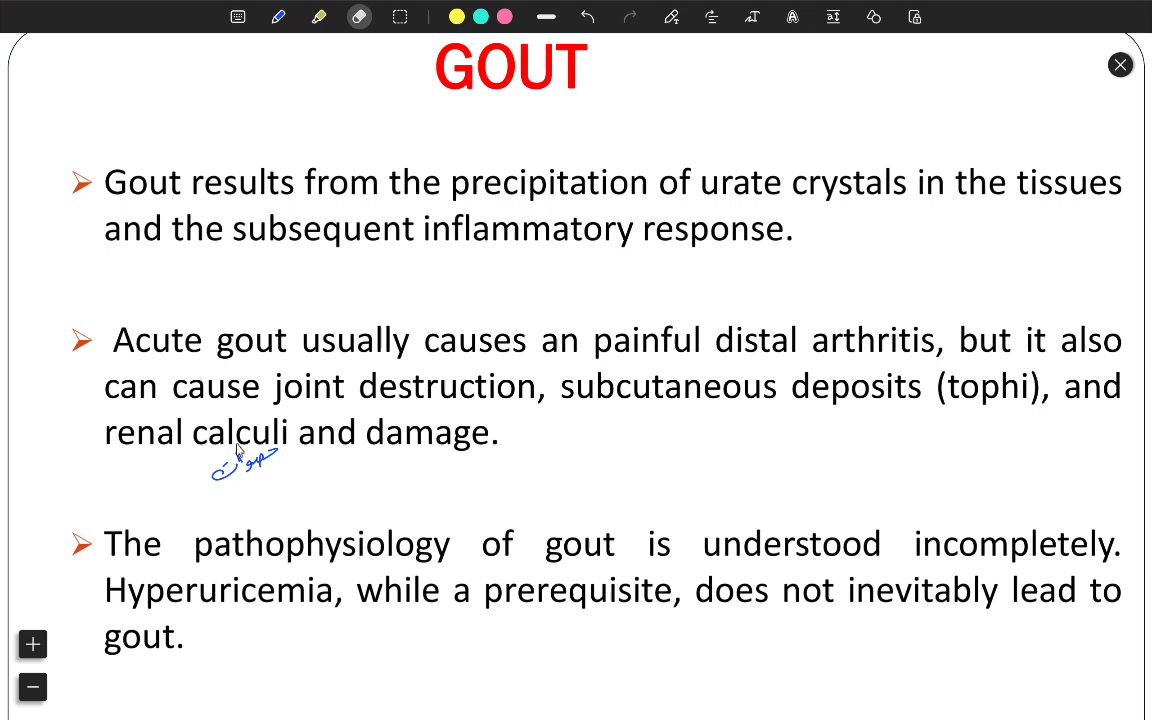 GOUT
➢ Gout results from the precipitation of urate crystals in the tissues
and the subsequent inflammatory response.
➢ Acute gout usually causes an painful distal arthritis, but it also
can cause joint destruction, subcutaneous deposits (tophi), and
renal calculi and damage.
حصوات
➢ The pathophysiology of gout is understood incompletely.
Hyperuricemia, while a prerequisite, does not inevitably lead to
gout.